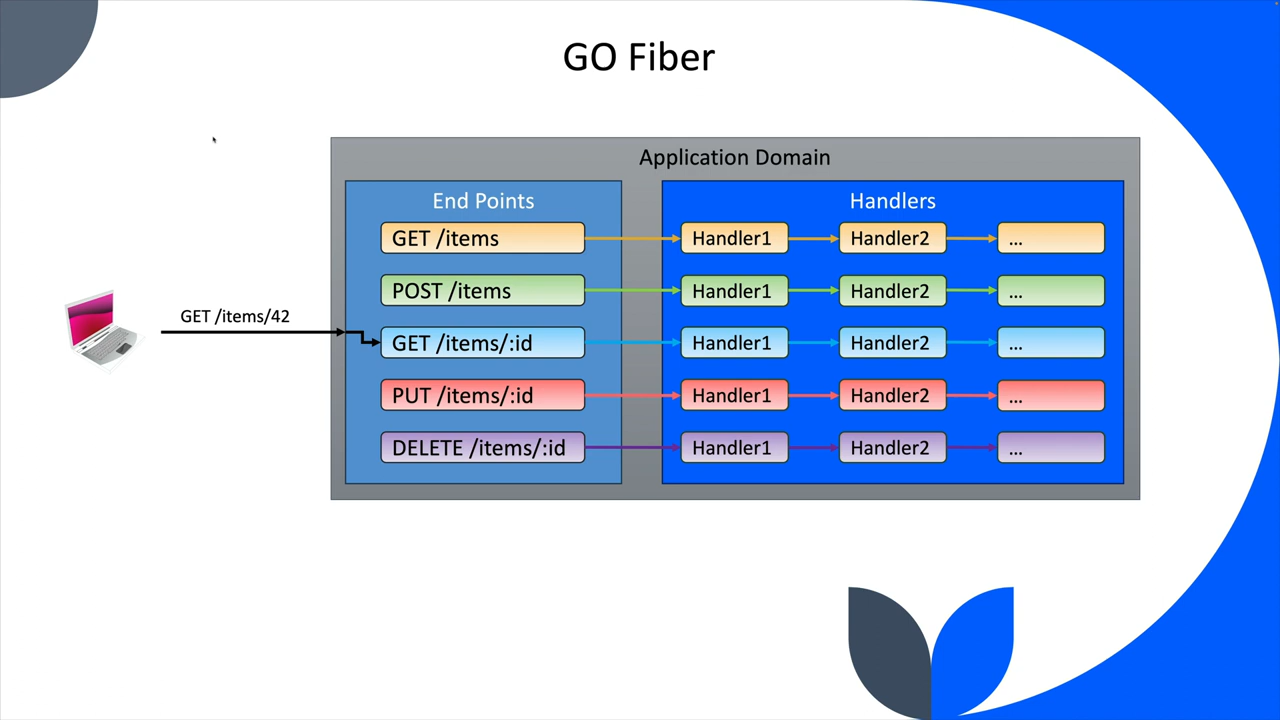 GO Fiber
Application Domain
End Points
Handlers
GET /items
Handler1
Handler2
...
POST /items
Handler1
Handler2
...
GET /items/42
GET /items/:id
Handler1
Handler2
...
PUT /items/:id
Handler1
Handler2
...
DELETE /items/:id
Handler1
Handler2
...